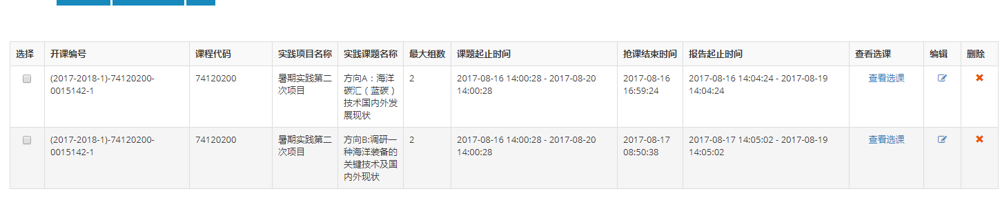 选择 开课编号 课程代码 实践项目名称 实践课题名称 最大组数 课题起止时间 抢课结束时间 报告起止时间 查看选课 编辑 删除
(2017-2018-1)-74120200- 74120200 暑期实践第二 方向A：海洋 2 2017-08-16 14:00:28 - 2017-08-20 2017-08-16 2017-08-16 14:04:24 - 2017-08-19 查看选课
0015142-1 次项目 碳汇（蓝碳） 14:00:28 16:59:24 14:04:24
技术国内外发
展现状
(2017-2018-1)-74120200- 74120200 暑期实践第二 方向B:调研一 2 2017-08-16 14:00:28 - 2017-08-20 2017-08-17 2017-08-17 14:05:02 - 2017-08-19 查看选课
0015142-1 次项目 种海洋装备的 14:00:28 08:50:38 14:05:02
关键技术及国
内外现状